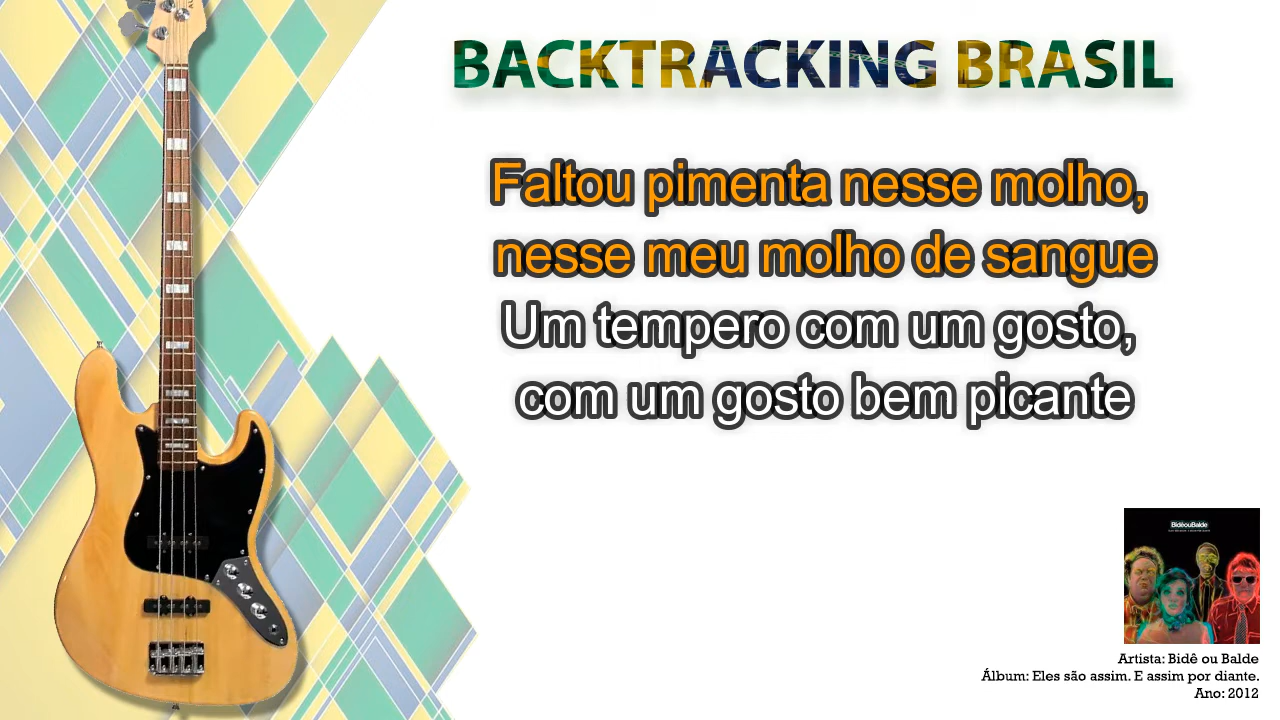 BACKTRACKING BRASIL
Faltou pimenta nesse molho,
nesse meu molho de sangue
Um tempero com um gosto,
com um gosto bem picante
BidêouBalde
Artista: Bidê ou Balde
Álbum: Eles são assim. E assim por diante.
Ano: 2012